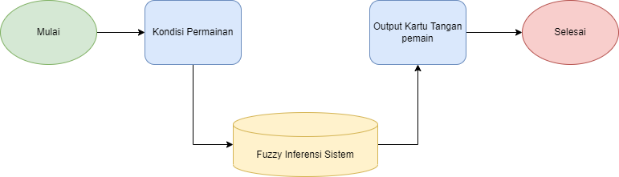 Mulai
Kondisi Permainan
Output Kartu Tangan
pemain
Selesai
Fuzzy Inferensi Sistem